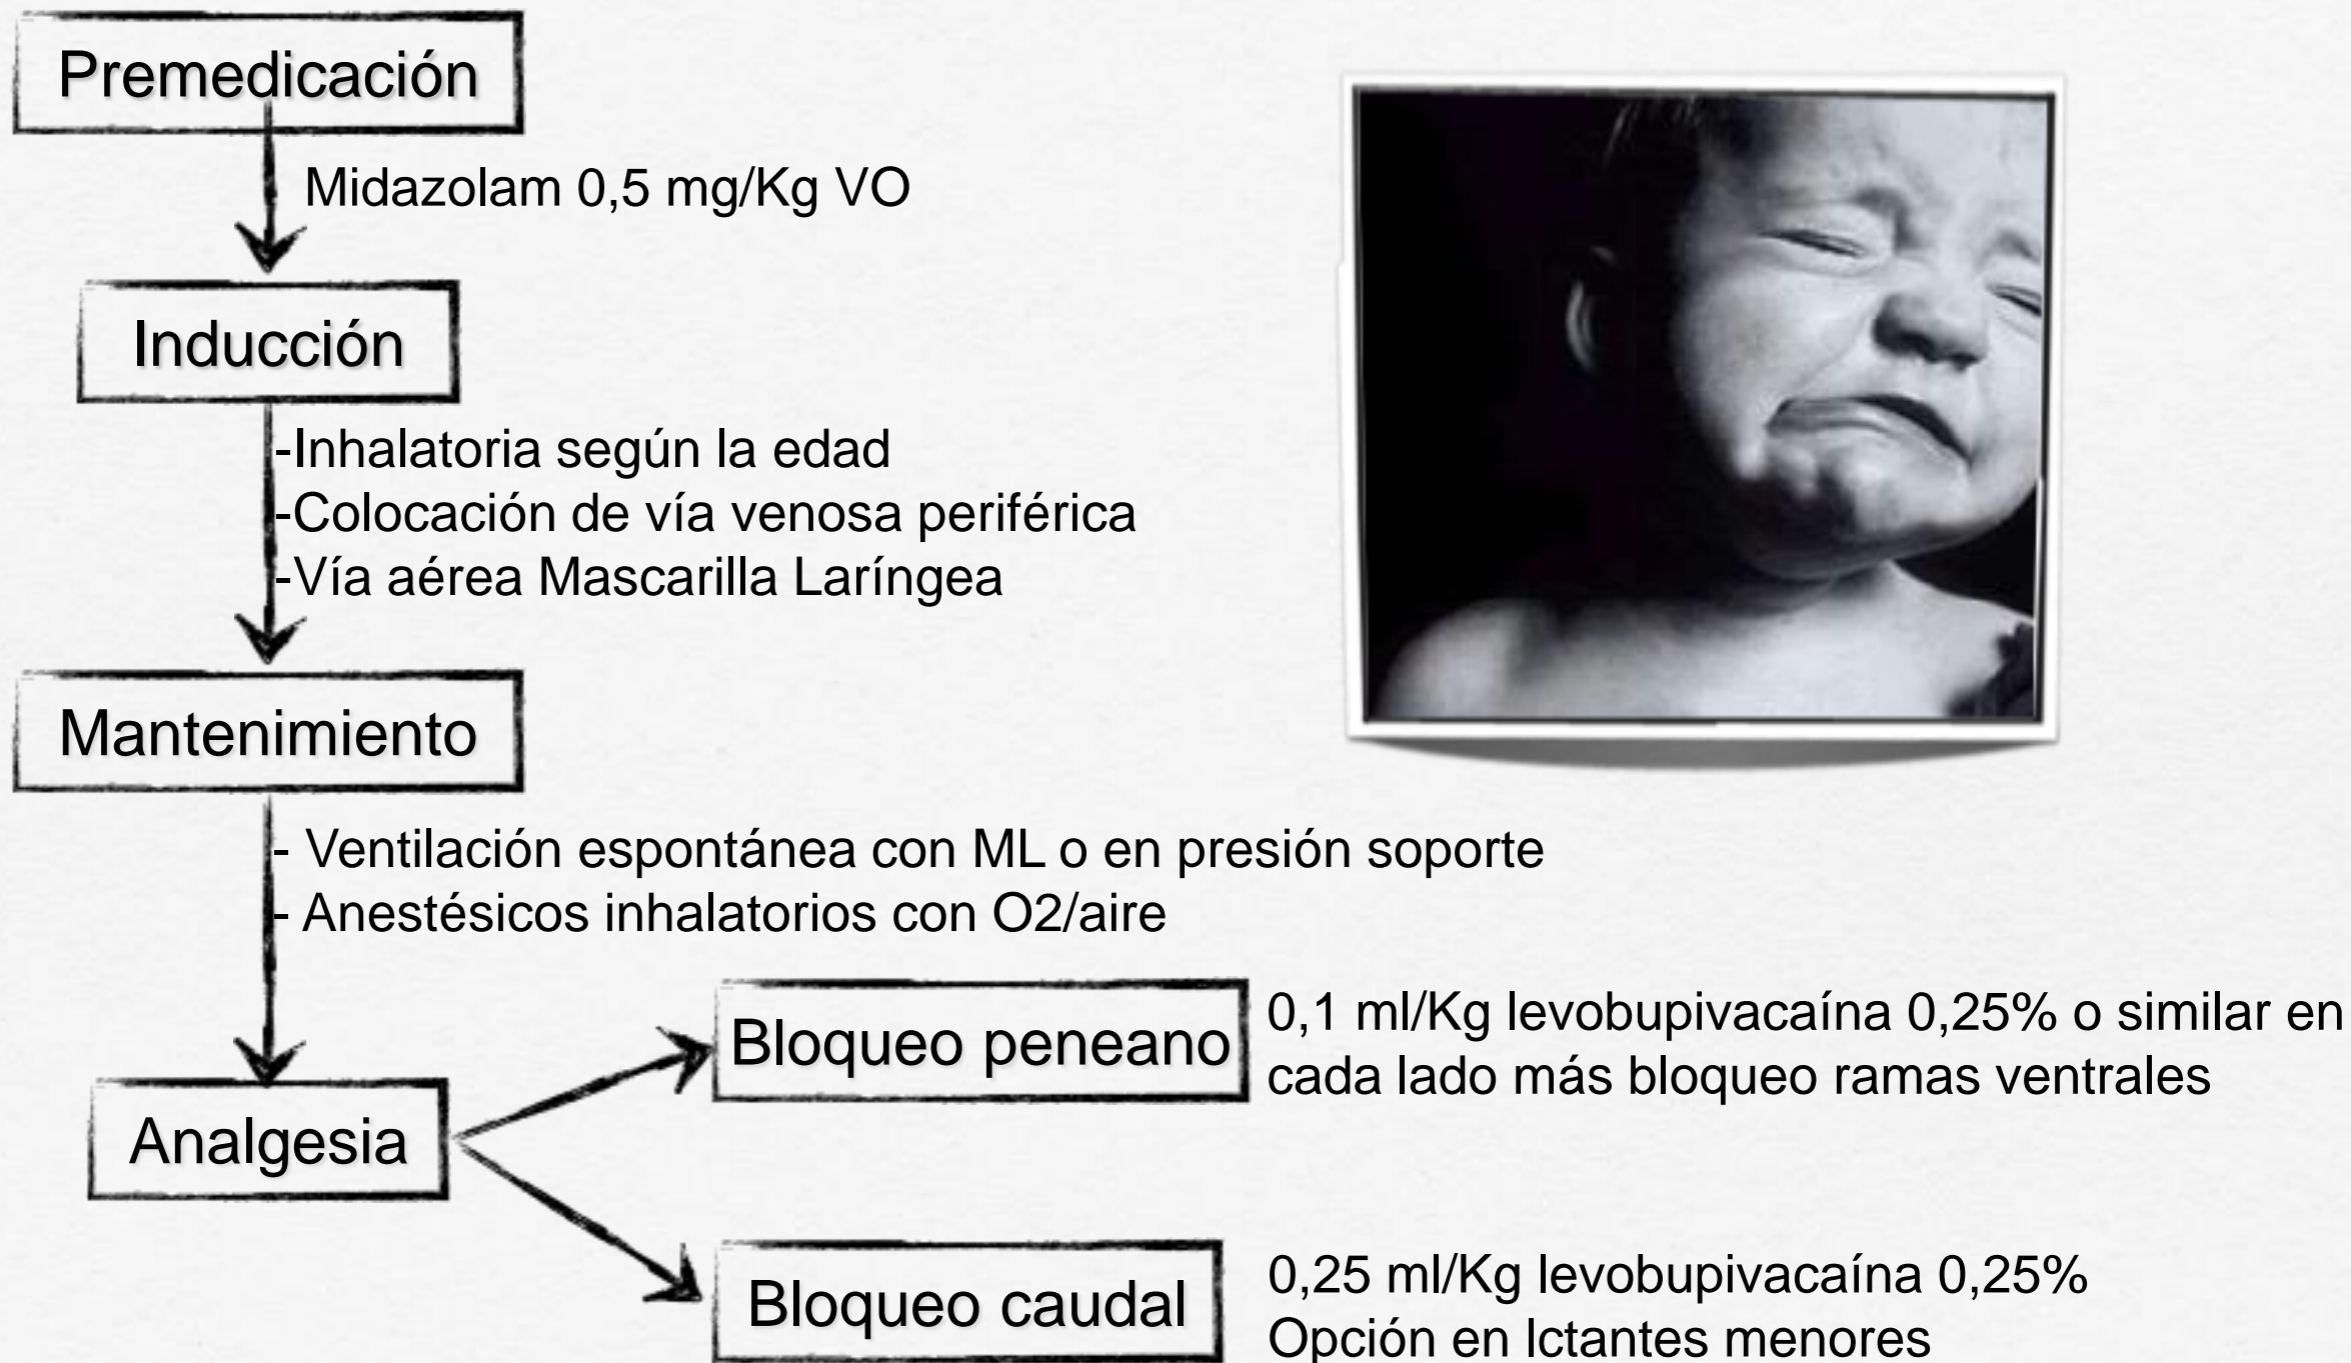 Premedicación
Midazolam 0,5 mg/Kg VO
Inducción
-Inhalatoria según la edad
-Colocación de vía venosa periférica
-Vía aérea Mascarilla Laríngea
Mantenimiento
- Ventilación espontánea con ML o en presión soporte
- Anestésicos inhalatorios con O2/aire
Analgesia
Bloqueo peneano
0,1 ml/Kg levobupivacaína 0,25% o similar en
cada lado más bloqueo ramas ventrales
Bloqueo caudal
0,25 ml/Kg levobupivacaína 0,25%
Opción en Ictantes menores